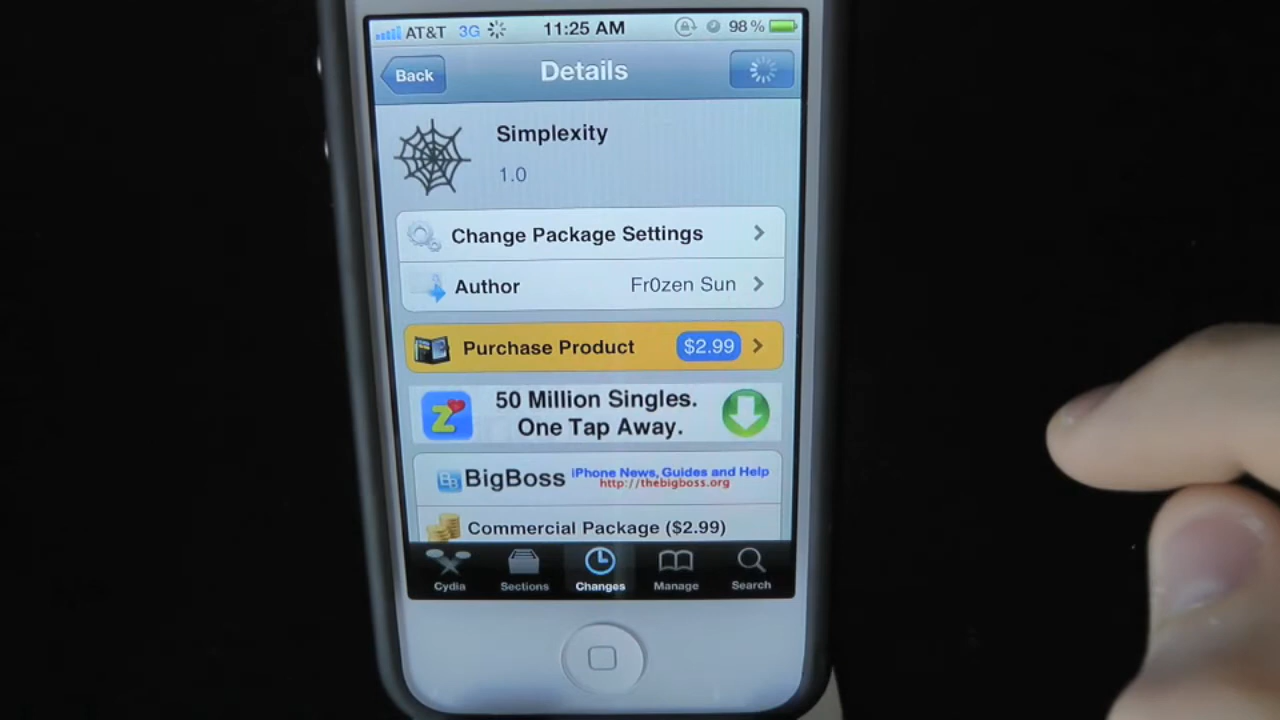 AT&T 3G 11:25 AM 98%
Back Details
Simplexity
1.0
Change Package Settings
Author Fr0zen Sun
Purchase Product $2.99
Z 50 Million Singles.
One Tap Away.
BB BigBoss iPhone News, Guides and Help
http://thebigboss.org
Commercial Package ($2.99)
Cydia Sections Changes Manage Search